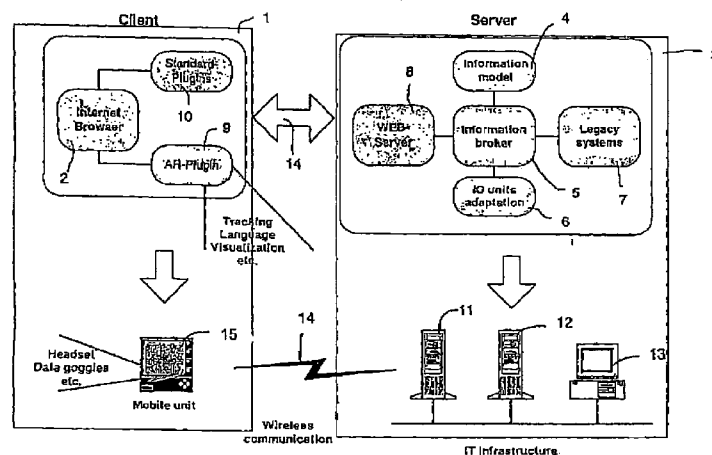 Client
1
Server
4
Standard-
Plugins
10
Internet
Browser
2
9
AR-Plugin
14
Tracking
Language
Visualization
etc.
8
Information
model
WEB-
Server
Information
broker
Legacy
systems
5
7
IO units
adaptation
6
15
Headset
Data goggles
etc.
Mobile unit
14
Wireless
communication
11
12
13
IT Infrastructure